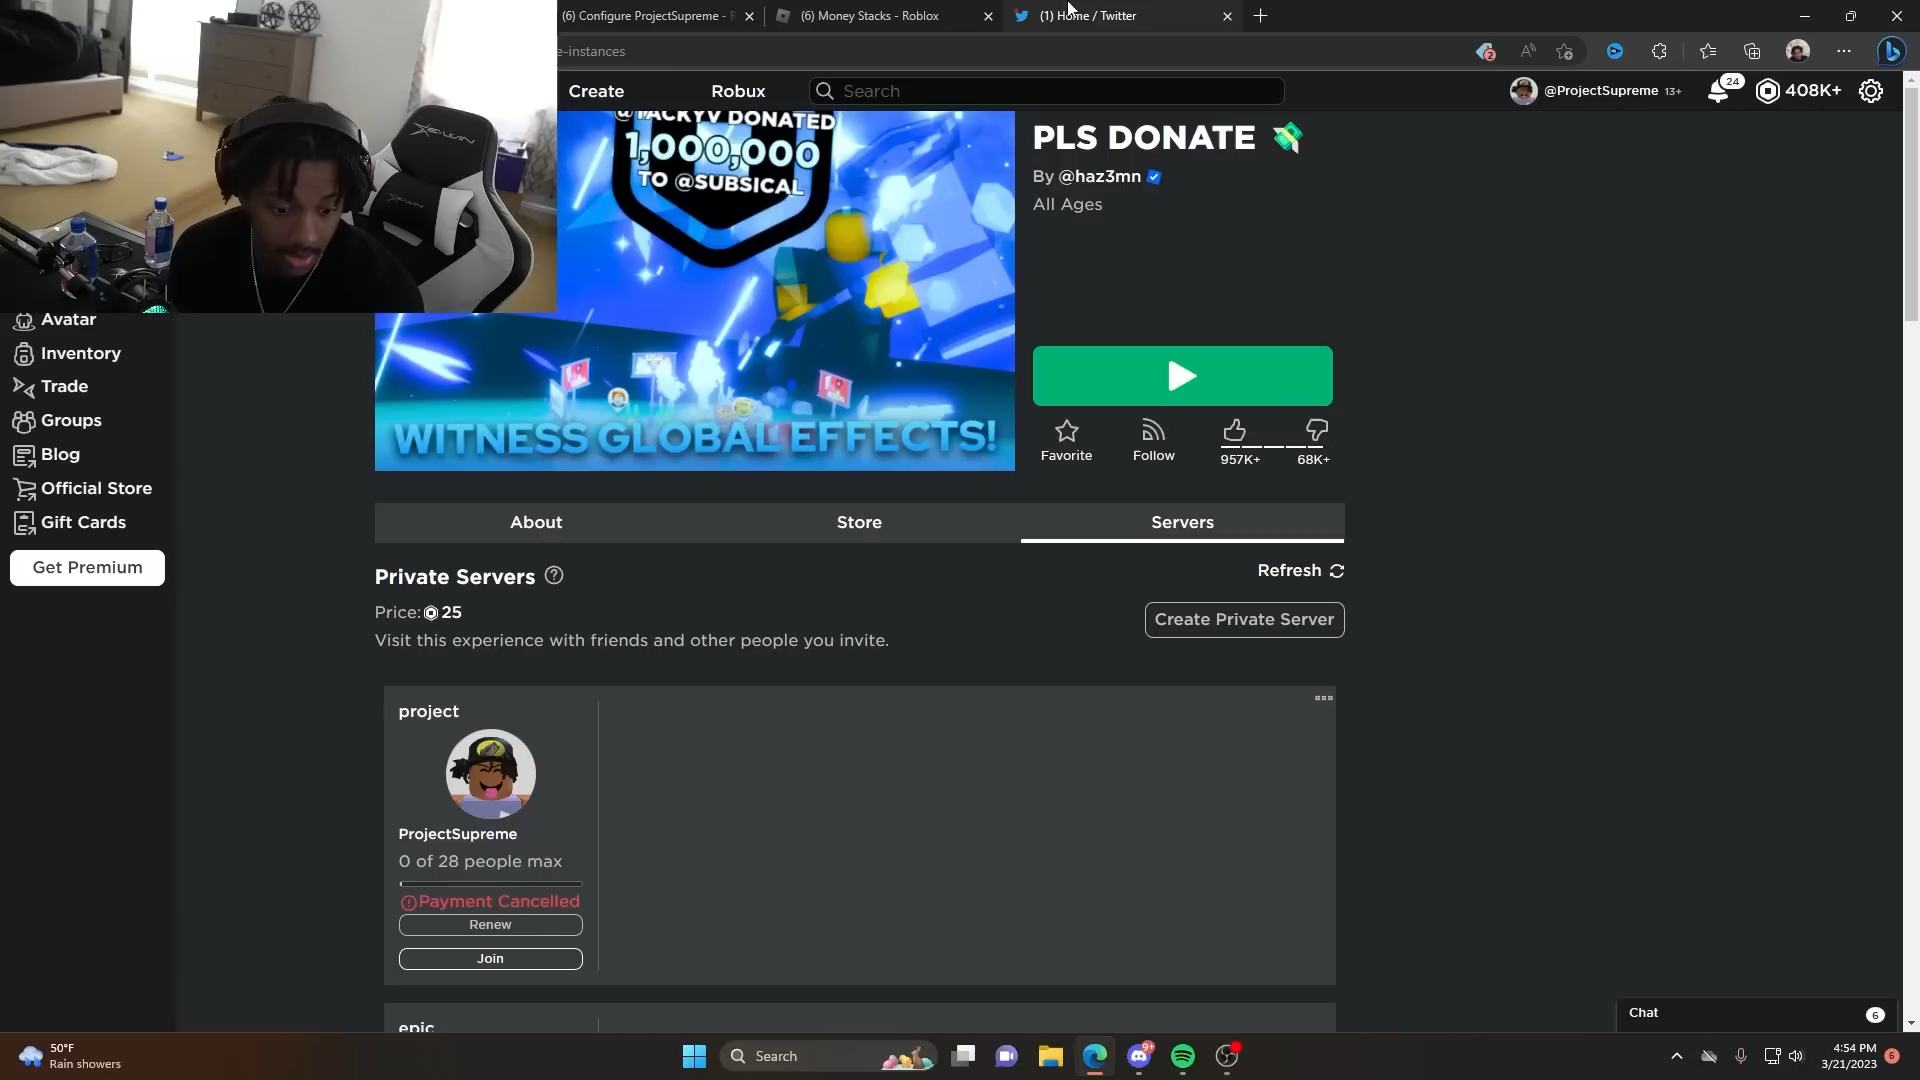 (6) Configure ProjectSupreme -
(6) Money Stacks - Roblox
(1) Home / Twitter
e-instances
2
Create
Robux
Search
@ProjectSupreme 13+
24
408K+
@TACKYV DONATED
1,000,000
TO @SUBSICAL
WITNESS GLOBAL EFFECTS!
PLS DONATE
By @haz3mn
All Ages
Favorite
Follow
957K+
68K+
Avatar
Inventory
Trade
Groups
Blog
Official Store
Gift Cards
Get Premium
About
Store
Servers
Private Servers
Refresh
Price: 25
Create Private Server
Visit this experience with friends and other people you invite.
project
ProjectSupreme
0 of 28 people max
Payment Cancelled
Renew
Join
epic
Chat
6
50°F
Rain showers
Search
9+
4:54 PM
3/21/2023
6